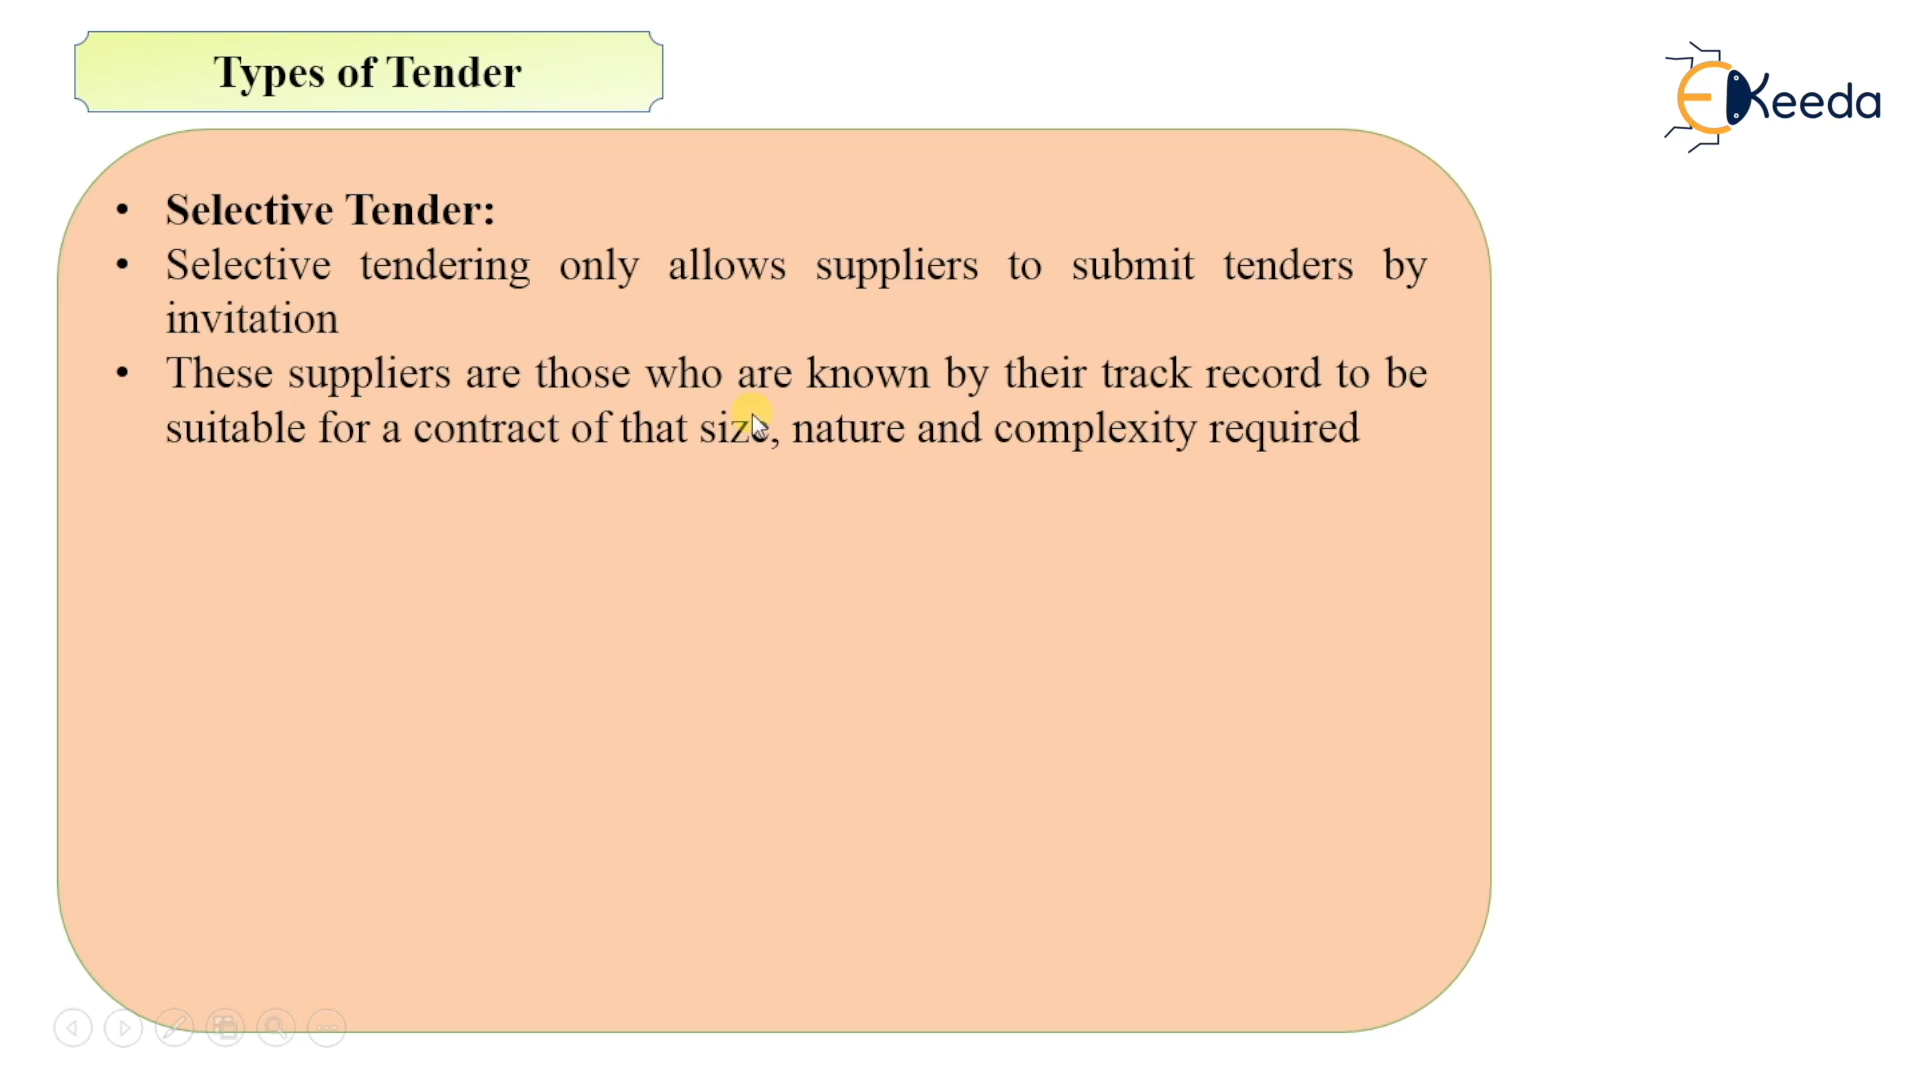 Types of Tender
EKeeda
• Selective Tender:
• Selective tendering only allows suppliers to submit tenders by
invitation
• These suppliers are those who are known by their track record to be
suitable for a contract of that size, nature and complexity required